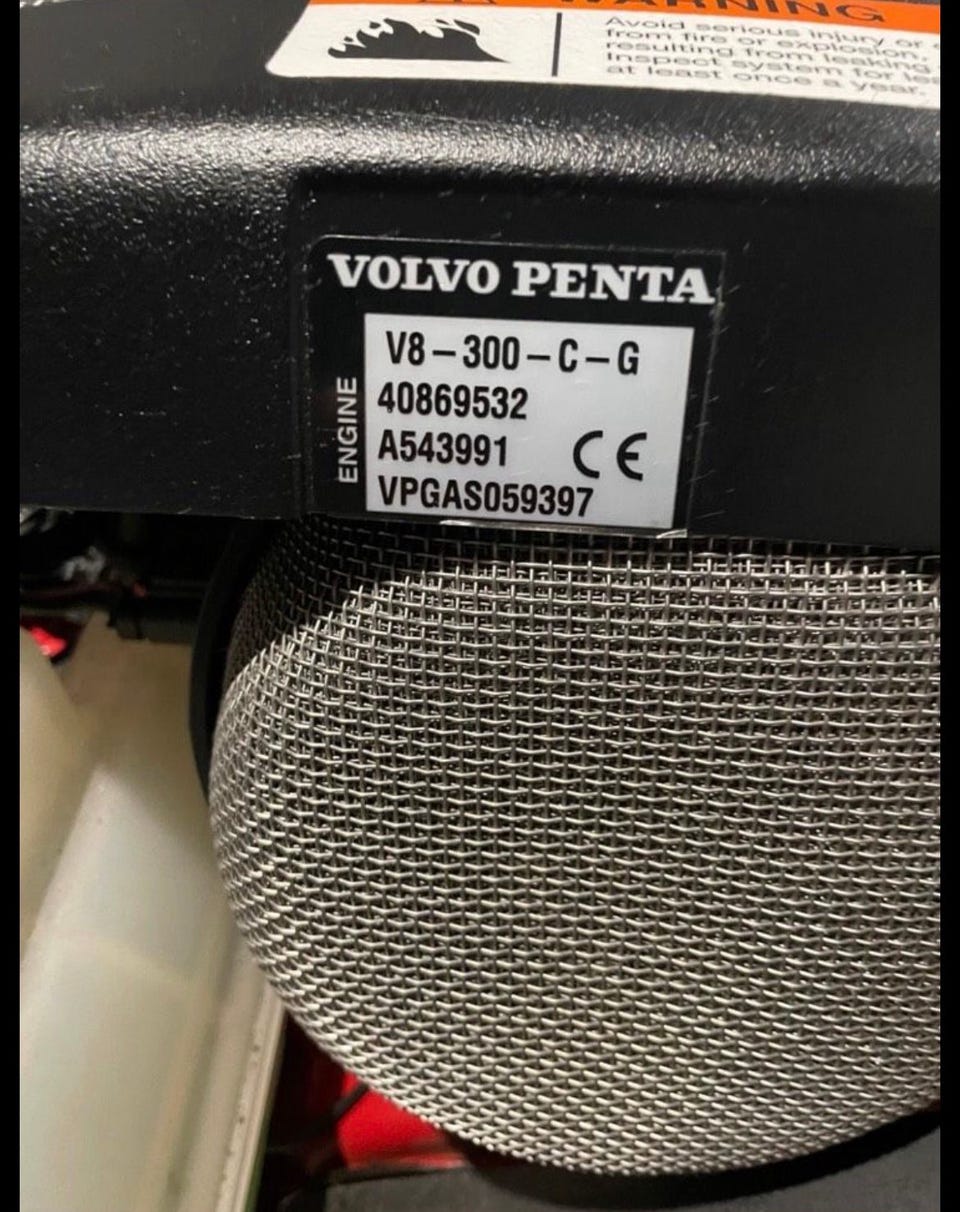 WARNING
Avoid serious injury or
from fire or explosion,
resulting from leaking
Inspect system for
at least once a year.
VOLVO PENTA
ENGINE
V8-300-C-G
40869532
A543991
CE
VPGAS059397